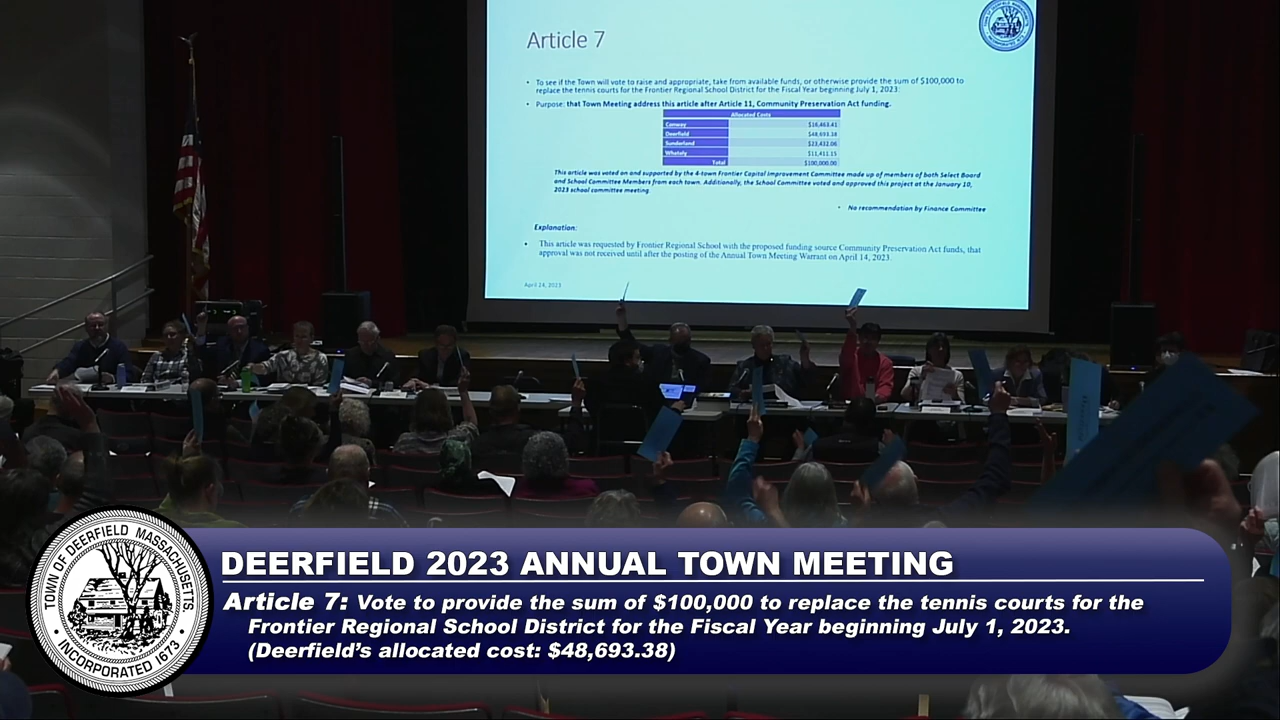 Article 7
• To see if the Town will vote to raise and appropriate, take from available funds, or otherwise provide the sum of $100,000 to
replace the tennis courts for the Frontier Regional School District for the Fiscal Year beginning July 1, 2023:
• Purpose: that Town Meeting address this article after Article 11, Community Preservation Act funding.
Allocated Costs
Conway $16,463.41
Deerfield $48,693.38
Sunderland $23,432.06
Whately $11,411.15
Total $100,000.00
This article was voted on and supported by the 4-town Frontier Capital Improvement Committee made up of members of both Select Board
and School Committee Members from each town. Additionally, the School Committee voted and approved this project at the January 10,
2023 school committee meeting.
• No recommendation by Finance Committee
Explanation:
• This article was requested by Frontier Regional School with the proposed funding source Community Preservation Act funds, that
approval was not received until after the posting of the Annual Town Meeting Warrant on April 14, 2023.
April 24, 2023
TOWN OF DEERFIELD MASSACHUSETTS.
• INCORPORATED 1673 •
DEERFIELD 2023 ANNUAL TOWN MEETING
Article 7: Vote to provide the sum of $100,000 to replace the tennis courts for the
Frontier Regional School District for the Fiscal Year beginning July 1, 2023.
(Deerfield's allocated cost: $48,693.38)